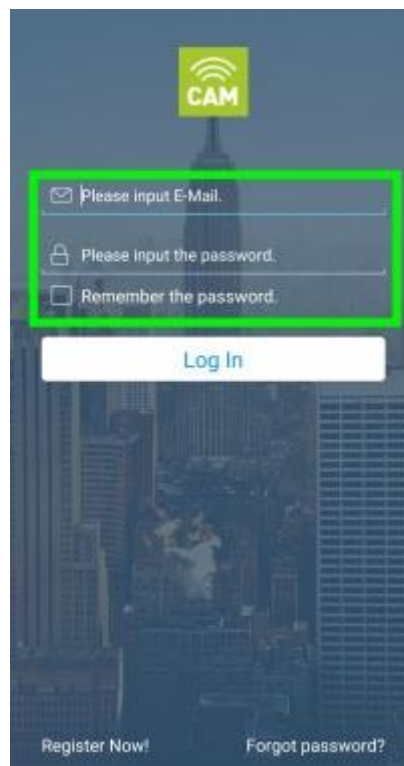 CAM
Please input E-Mail.
Please input the password.
Remember the password.
Log In
Register Now!
Forgot password?